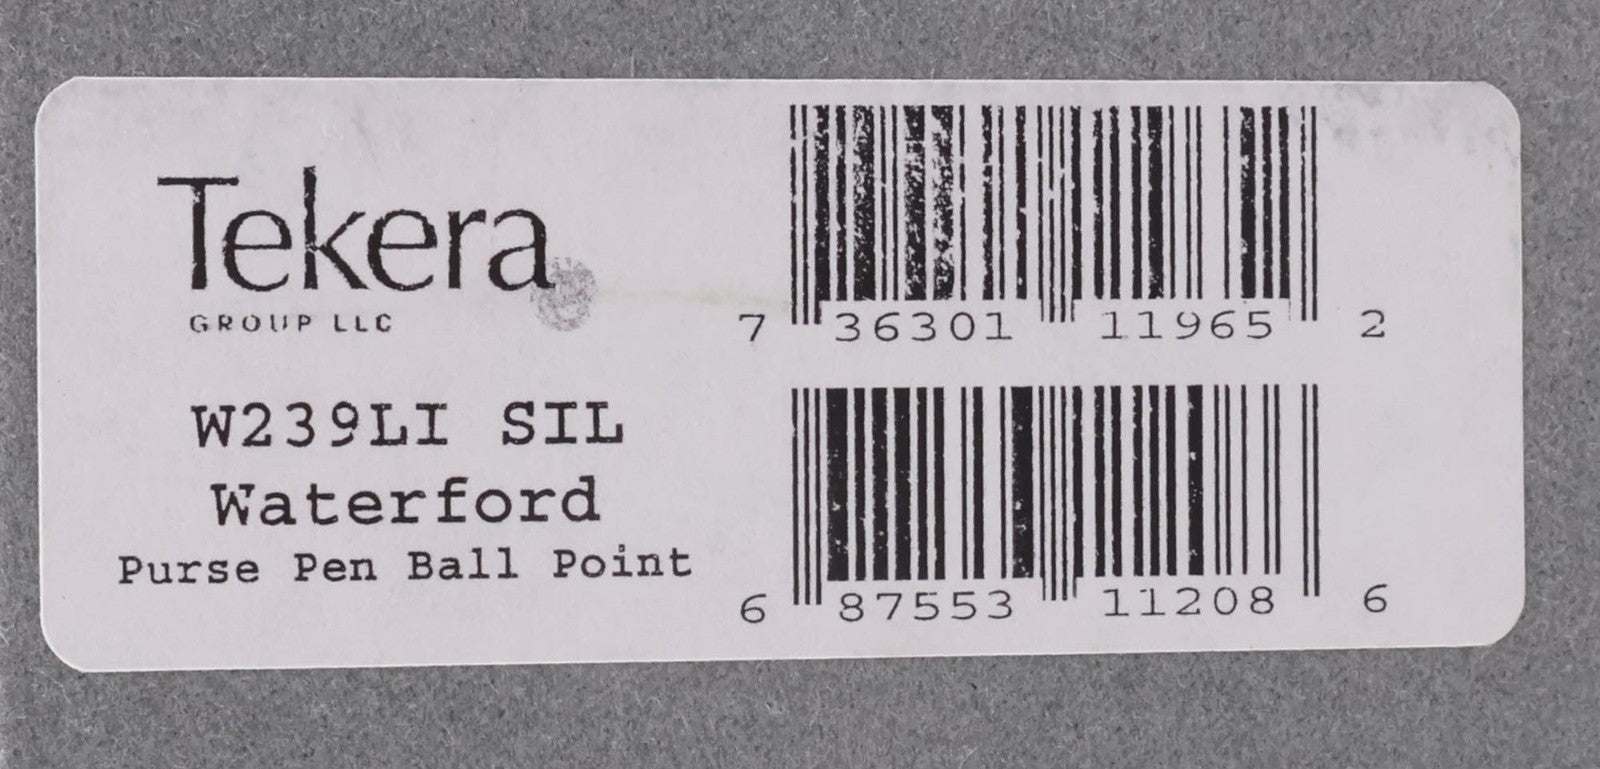 Tekera
GROUP LLC
W239LI SIL
Waterford
Purse Pen Ball Point
7 36301 11965 2
6 87553 11208 6